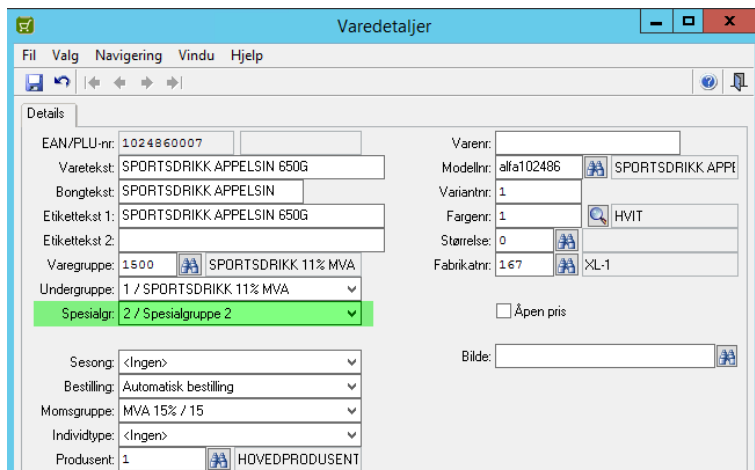 Varedetaljer
Fil Valg Navigering Vindu Hjelp
Details
EAN/PLU-nr: 1024860007
Varetekst: SPORTSDRIKK APPELSIN 650G
Bongtekst: SPORTSDRIKK APPELSIN
Etikettekst 1: SPORTSDRIKK APPELSIN 650G
Etikettekst 2:
Varegruppe: 1500 SPORTSDRIKK 11% MVA
Undergruppe: 1 / SPORTSDRIKK 11% MVA
Spesialgr: 2 / Spesialgruppe 2
Sesong: <Ingen>
Bestilling: Automatisk bestilling
Momsgruppe: MVA 15% / 15
Individtype: <Ingen>
Produsent: 1 HOVEDPRODUSENT
Varenr:
Modellnr: alfa102486 SPORTSDRIKK APPE
Variantnr: 1
Fargenr: 1 HVIT
Størrelse: 0
Fabrikatnr: 167 XL-1
Åpen pris
Bilde: